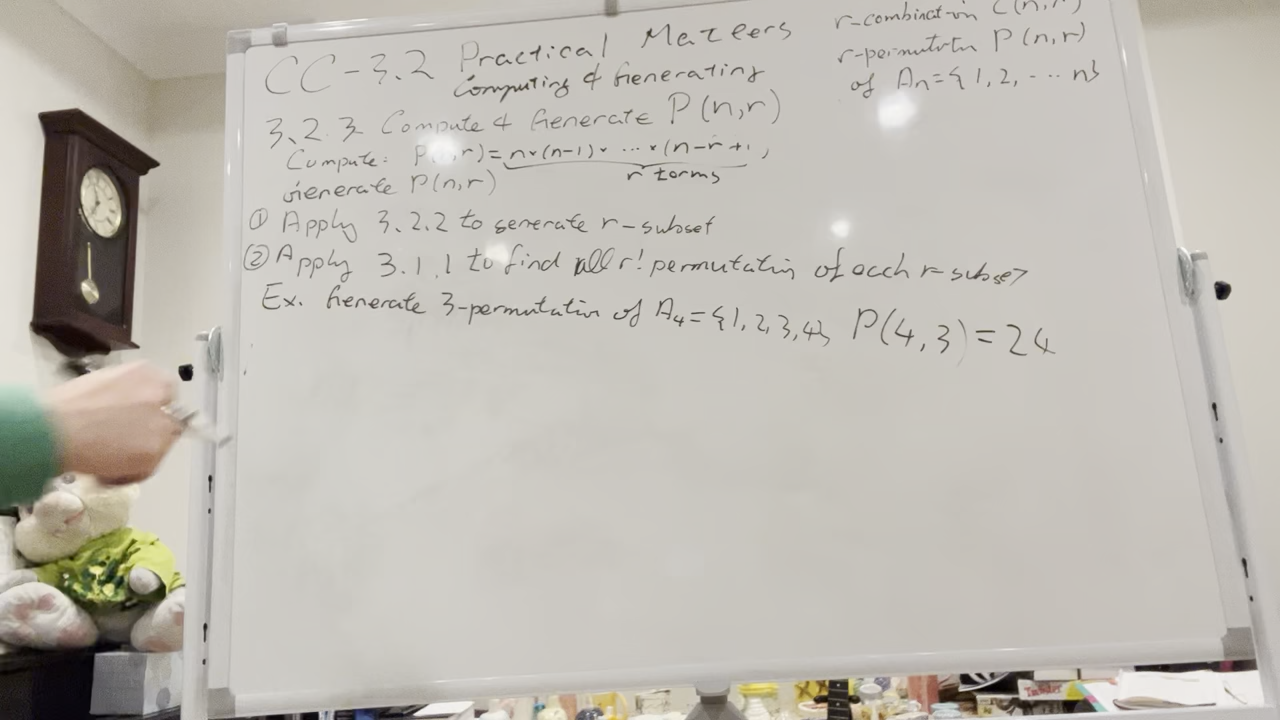 CC-3.2 Practical Matters
Computing & Generating
r-combination C(n,r)
r-permutatn P(n,r)
of An={1,2,... n}
3.2.3 Compute & Generate P(n,r)
Compute: P(n,r)=n×(n-1)× ... ×(n-r+1),
r terms
Generate P(n,r)
① Apply 3.2.2 to generate r-subset
② Apply 3.1.1 to find all r! permutatin of each r-subset
Ex. Generate 3-permutation of A4={1,2,3,4} P(4,3)=24